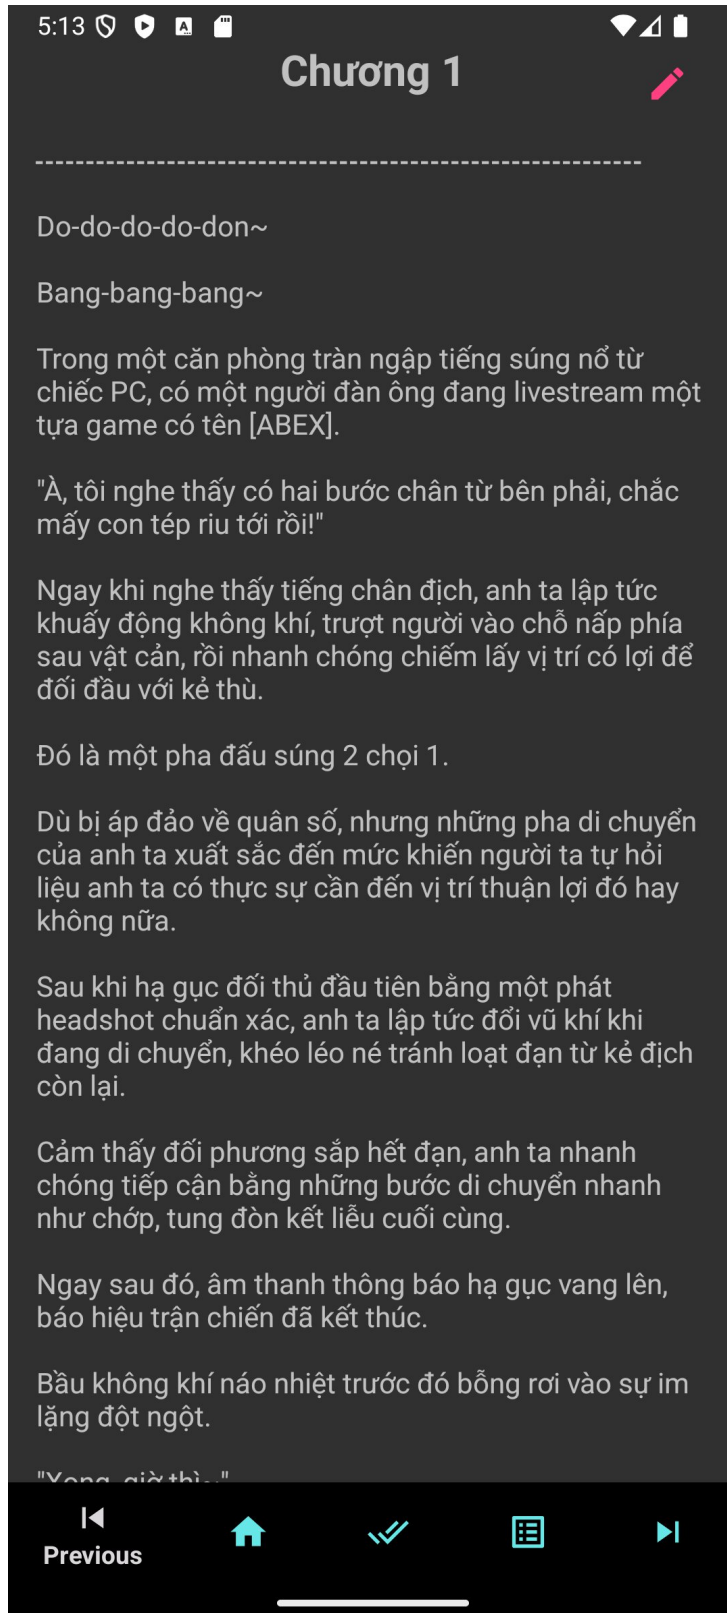 5:13
Chương 1
------------------------------------------------------------
Do-do-do-do-don~
Bang-bang-bang~
Trong một căn phòng tràn ngập tiếng súng nổ từ
chiếc PC, có một người đàn ông đang livestream một
tựa game có tên [ABEX].
"À, tôi nghe thấy có hai bước chân từ bên phải, chắc
mấy con tép riu tới rồi!"
Ngay khi nghe thấy tiếng chân địch, anh ta lập tức
khuấy động không khí, trượt người vào chỗ nấp phía
sau vật cản, rồi nhanh chóng chiếm lấy vị trí có lợi để
đối đầu với kẻ thù.
Đó là một pha đấu súng 2 chọi 1.
Dù bị áp đảo về quân số, nhưng những pha di chuyển
của anh ta xuất sắc đến mức khiến người ta tự hỏi
liệu anh ta có thực sự cần đến vị trí thuận lợi đó hay
không nữa.
Sau khi hạ gục đối thủ đầu tiên bằng một phát
headshot chuẩn xác, anh ta lập tức đổi vũ khí khi
đang di chuyển, khéo léo né tránh loạt đạn từ kẻ địch
còn lại.
Cảm thấy đối phương sắp hết đạn, anh ta nhanh
chóng tiếp cận bằng những bước di chuyển nhanh
như chớp, tung đòn kết liễu cuối cùng.
Ngay sau đó, âm thanh thông báo hạ gục vang lên,
báo hiệu trận chiến đã kết thúc.
Bầu không khí náo nhiệt trước đó bỗng rơi vào sự im
lặng đột ngột.
"Xong, giờ thì~"
Previous